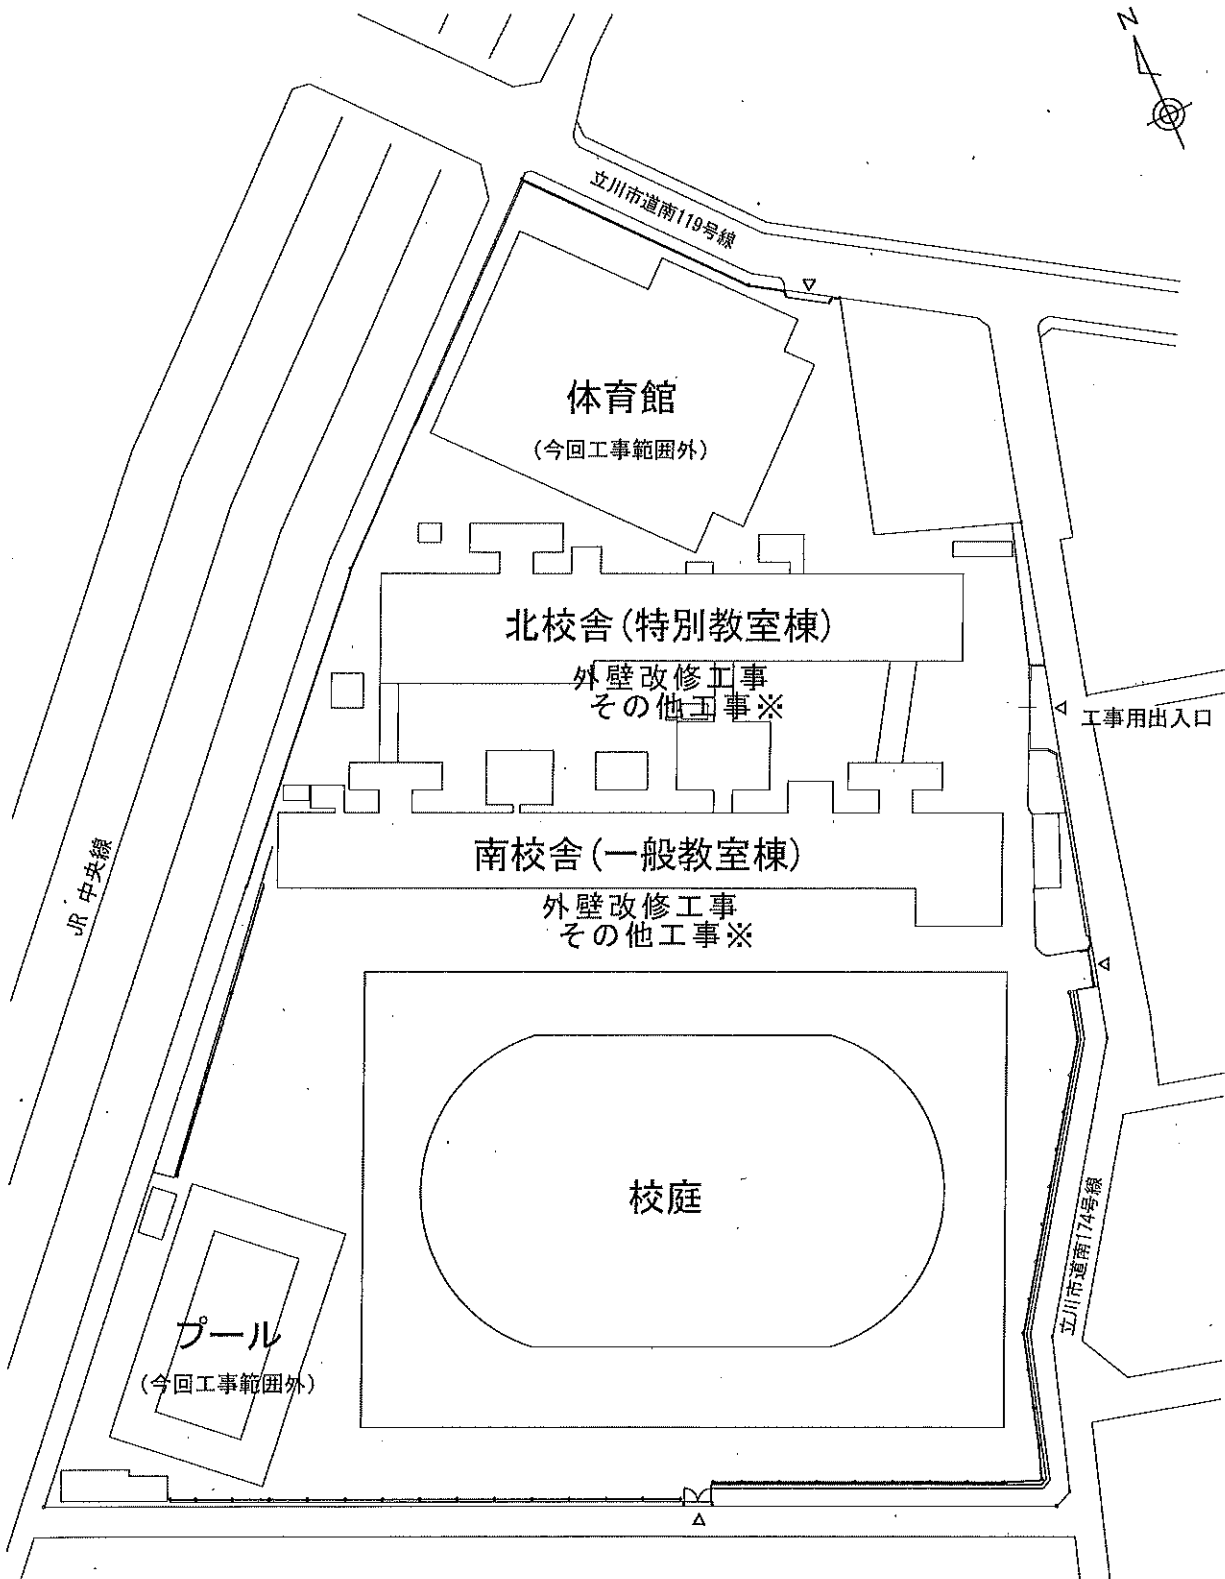 N
立川市道南119号線
体育館
(今回工事範囲外)
北校舎(特別教室棟)
外壁改修工事
その他工事※
工事用出入口
南校舎(一般教室棟)
外壁改修工事
その他工事※
JR 中央線
校庭
立川市道南174号線
プール
(今回工事範囲外)